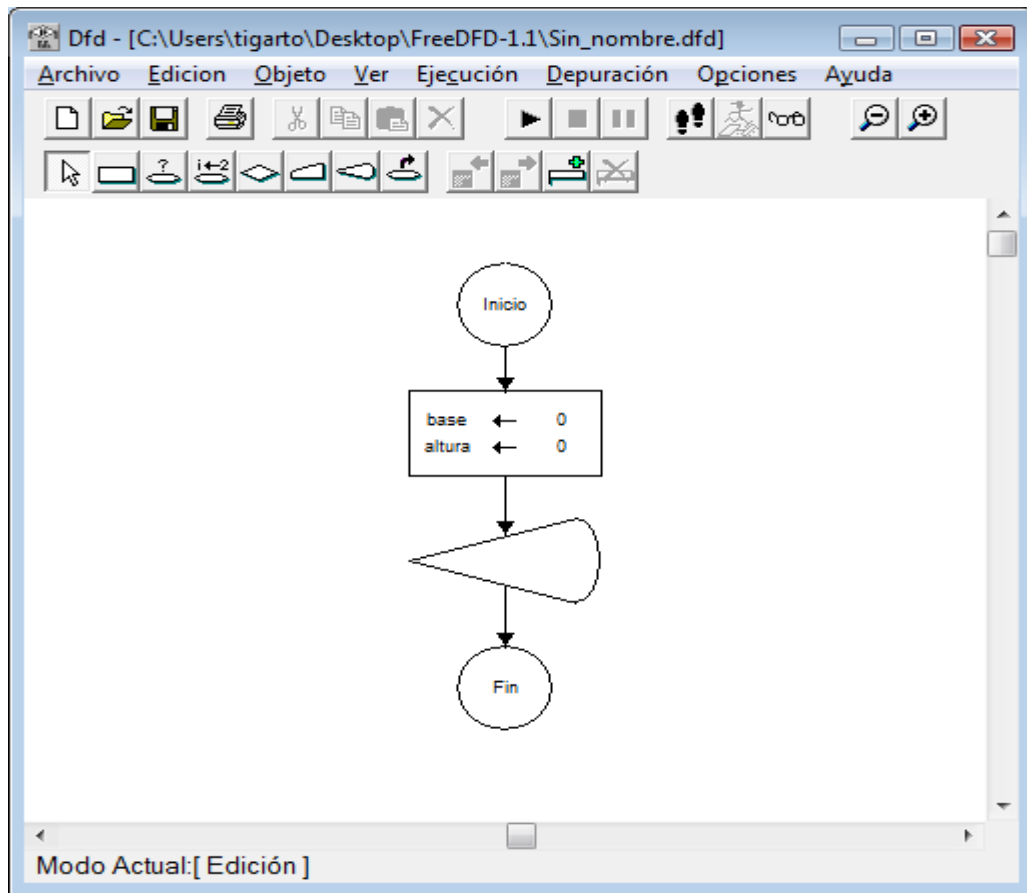 Dfd - [C:\Users\tigarto\Desktop\FreeDFD-1.1\Sin_nombre.dfd]
Archivo Edicion Objeto Ver Ejecución Depuración Opciones Ayuda
? i←2
Inicio
base ← 0
altura ← 0
Fin
Modo Actual:[ Edición ]